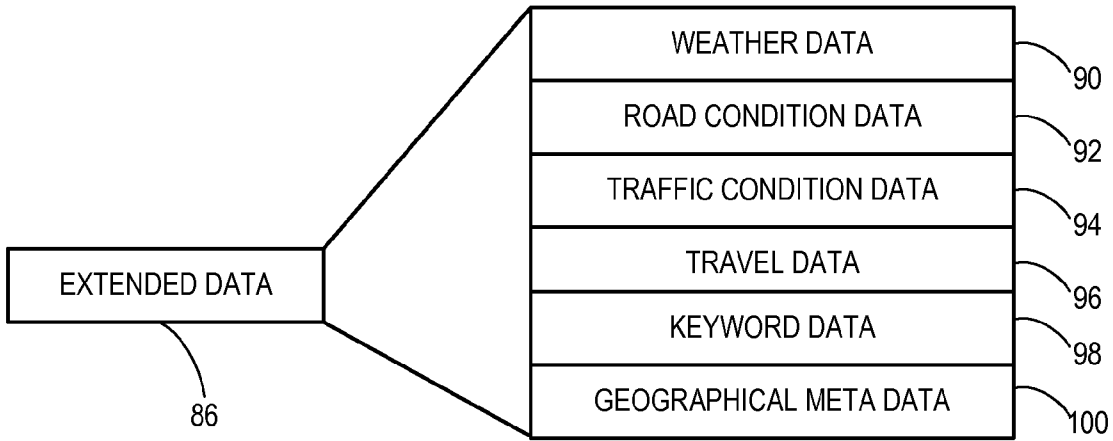 WEATHER DATA
90
ROAD CONDITION DATA
92
TRAFFIC CONDITION DATA
94
TRAVEL DATA
96
KEYWORD DATA
98
GEOGRAPHICAL META DATA
100
EXTENDED DATA
86